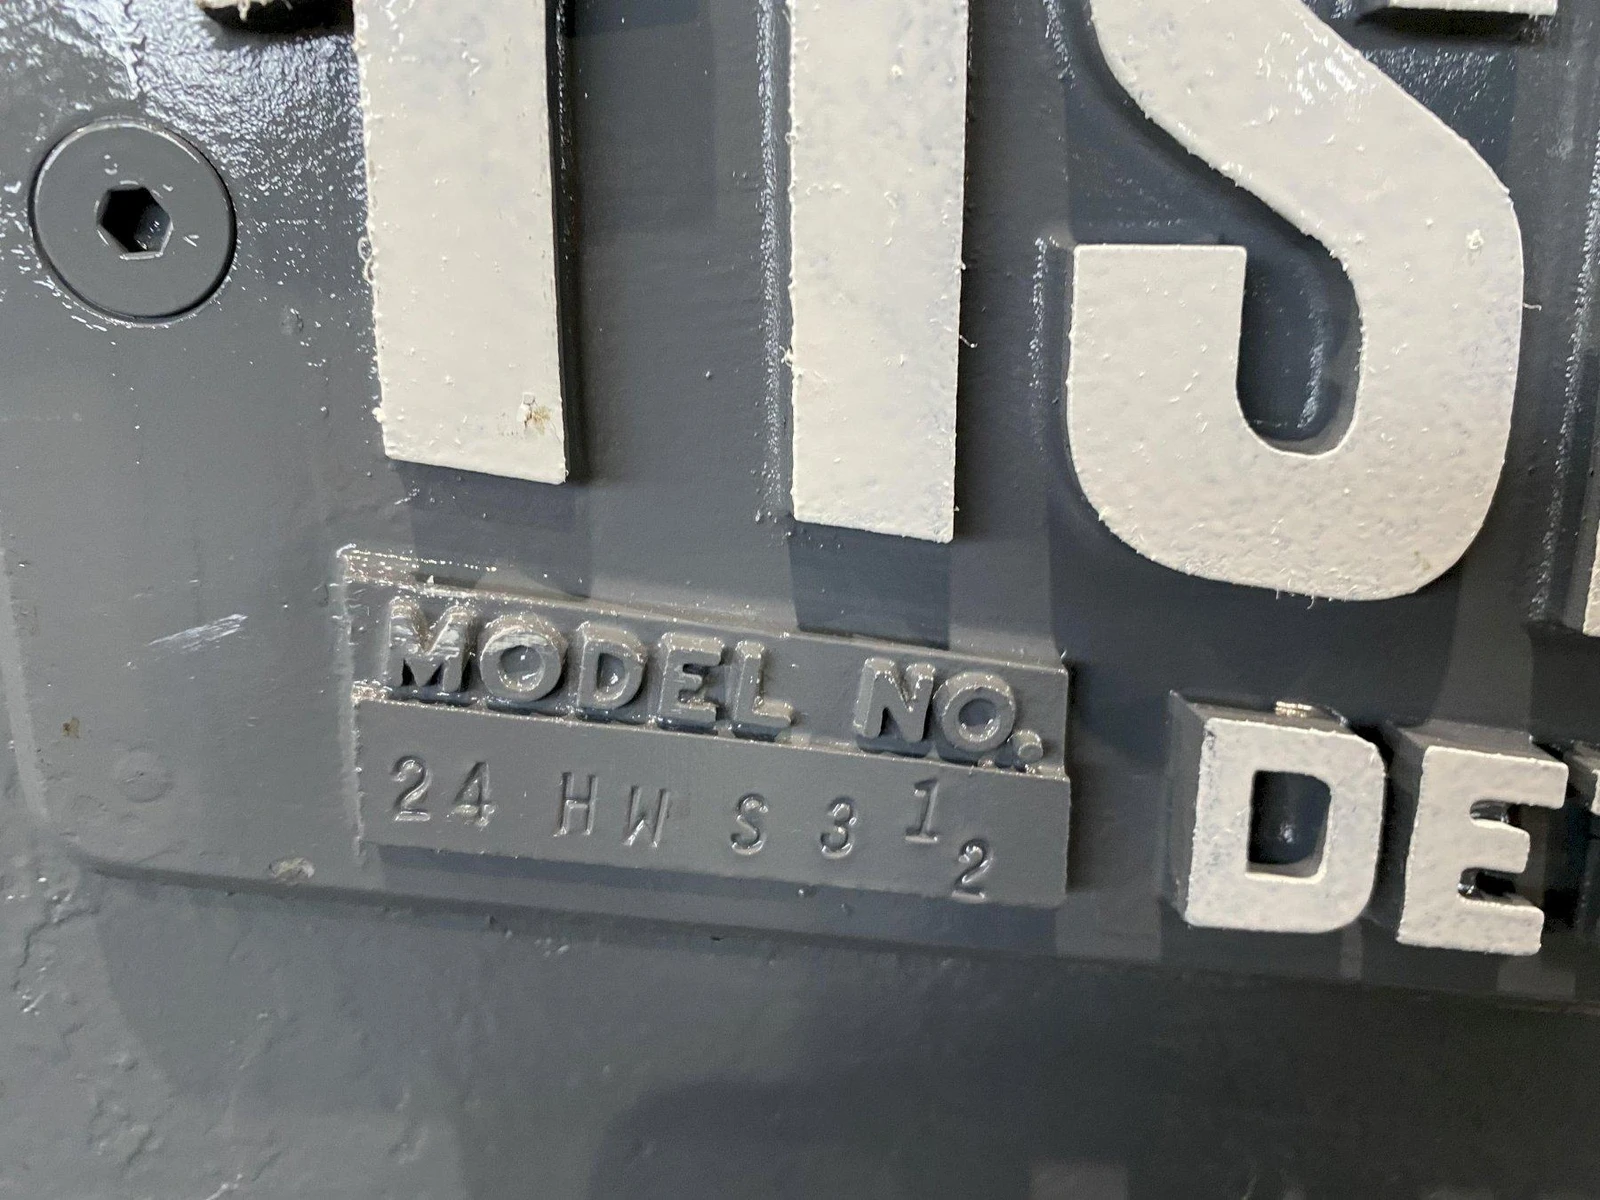 MODEL NO.
24 HW S 3 1/2
DE